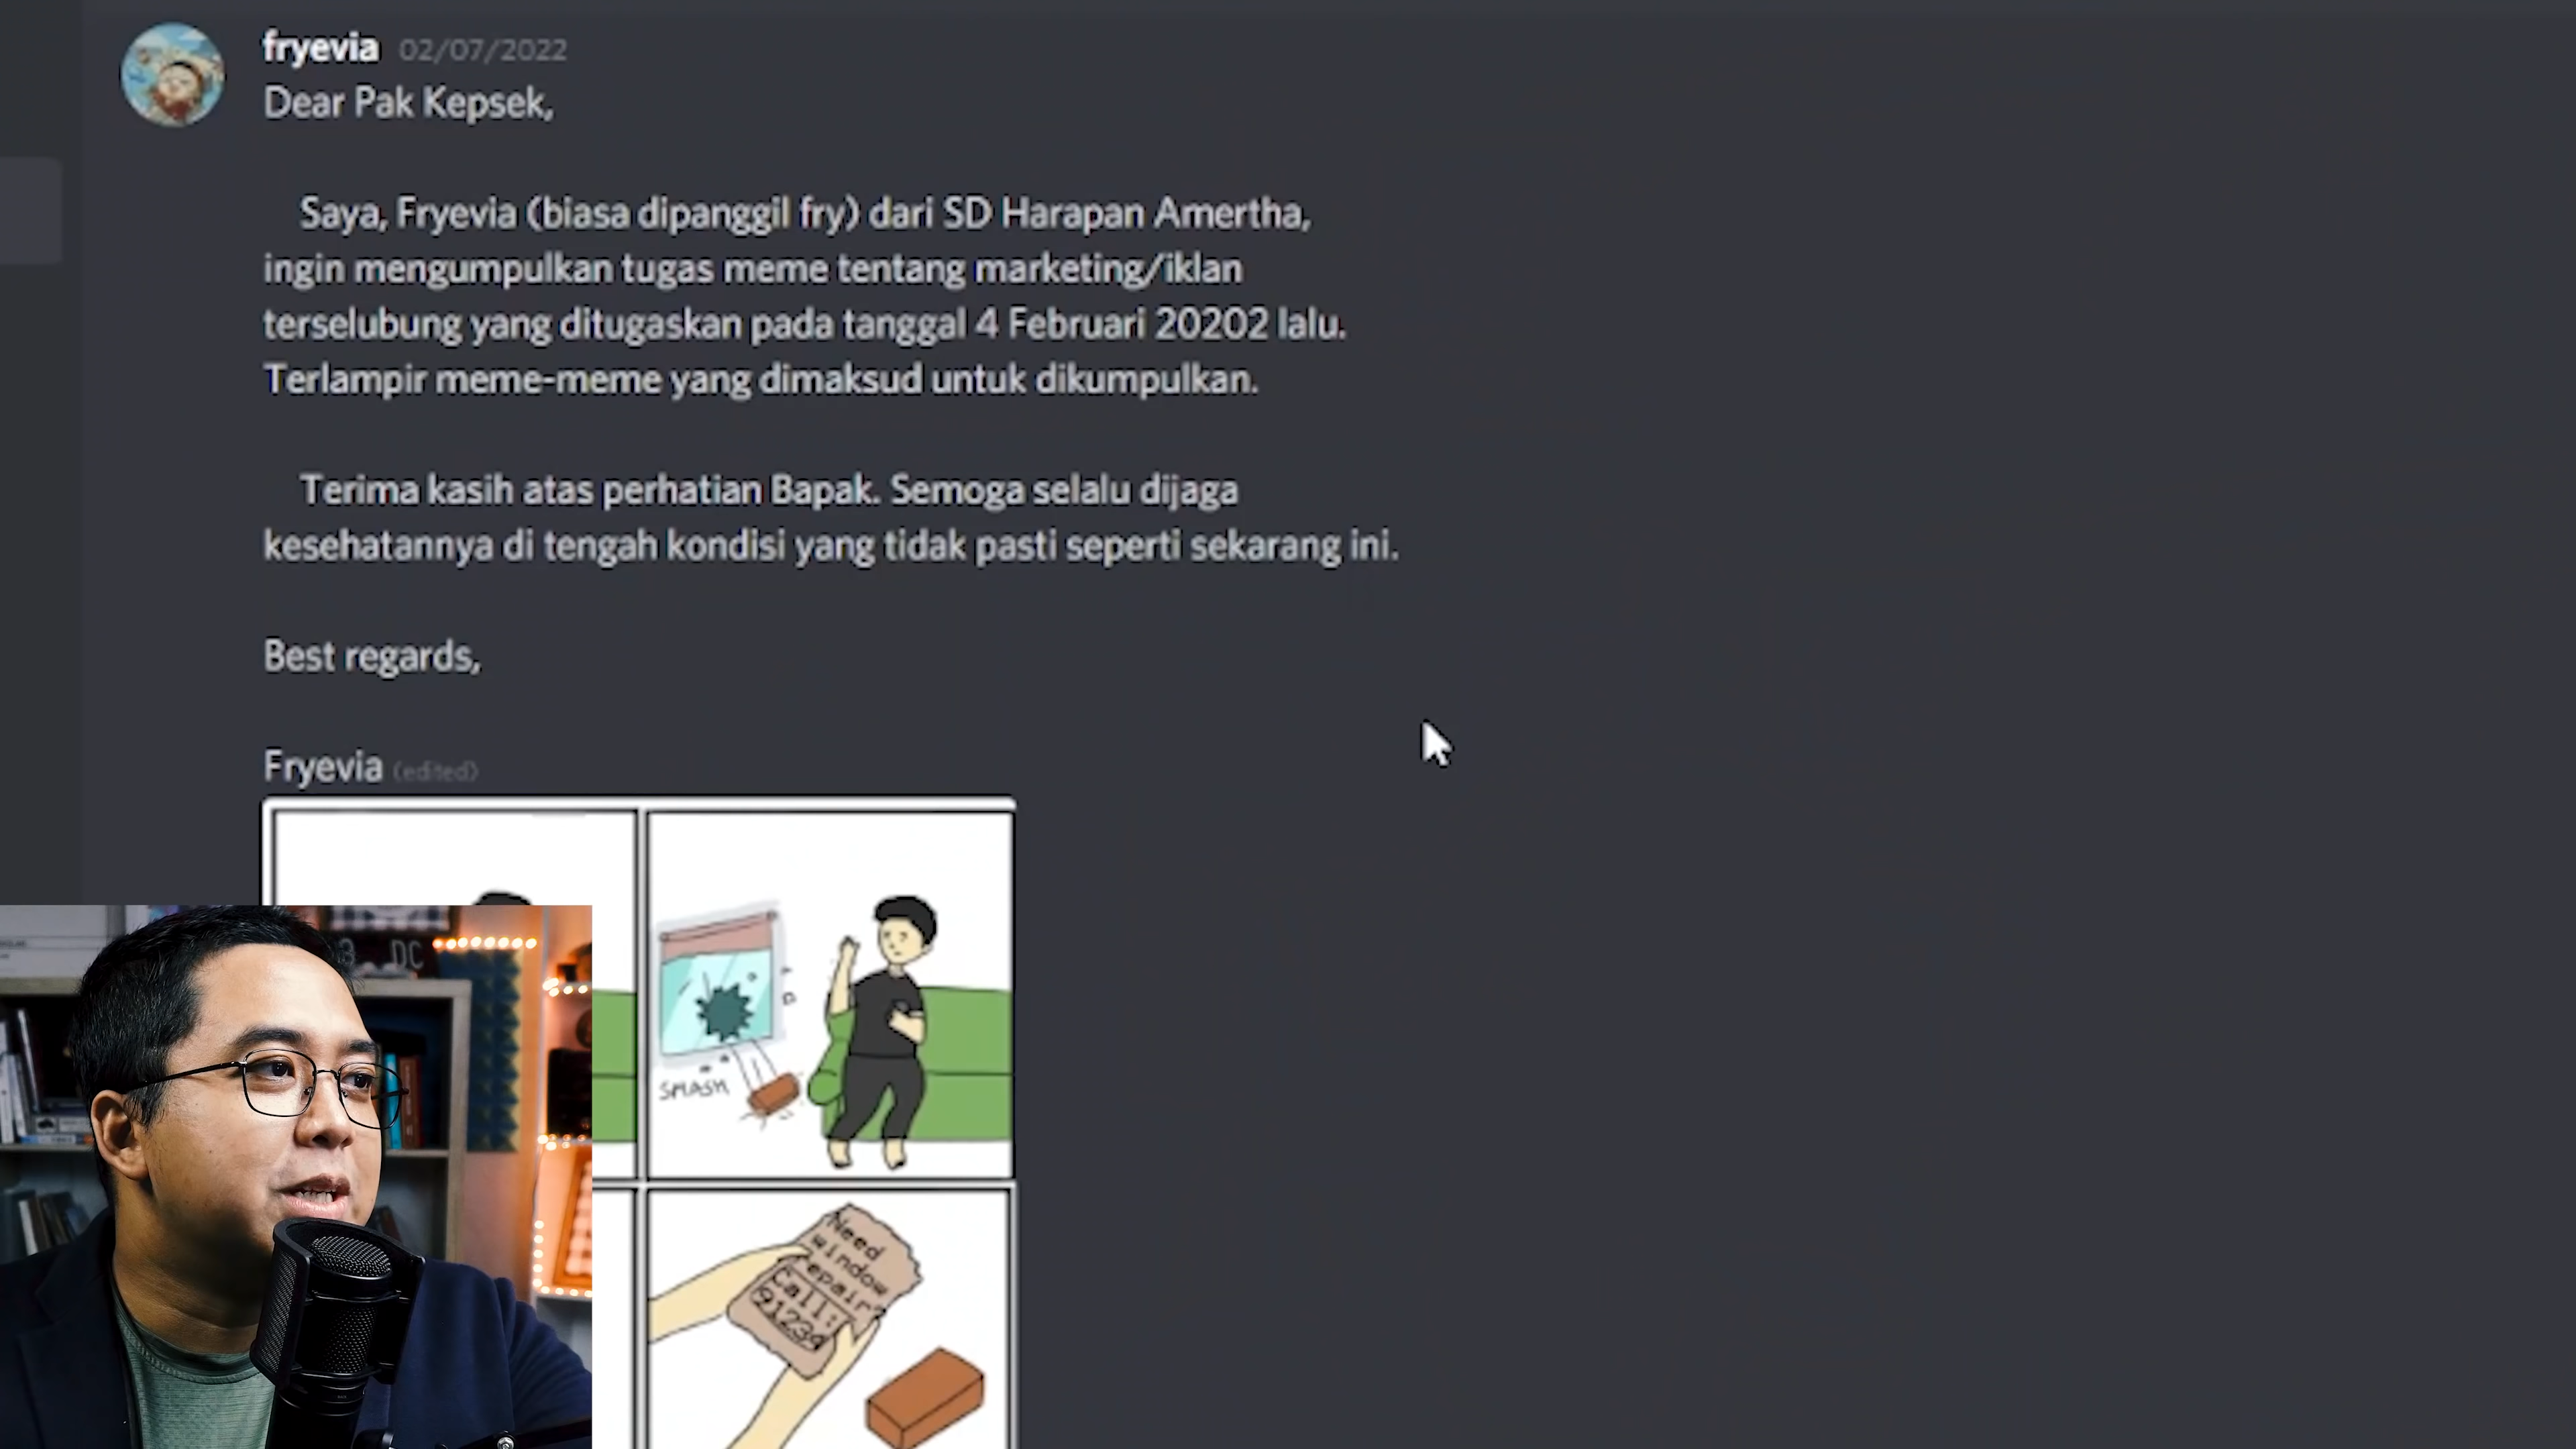 fryevia 02/07/2022
Dear Pak Kepsek,
Saya, Fryevia (biasa dipanggil fry) dari SD Harapan Amertha,
ingin mengumpulkan tugas meme tentang marketing/iklan
terselubung yang ditugaskan pada tanggal 4 Februari 20202 lalu.
Terlampir meme-meme yang dimaksud untuk dikumpulkan.
Terima kasih atas perhatian Bapak. Semoga selalu dijaga
kesehatannya di tengah kondisi yang tidak pasti seperti sekarang ini.
Best regards,
Fryevia (edited)
DC
SMASH
Need
window
repair?
Call:
91234